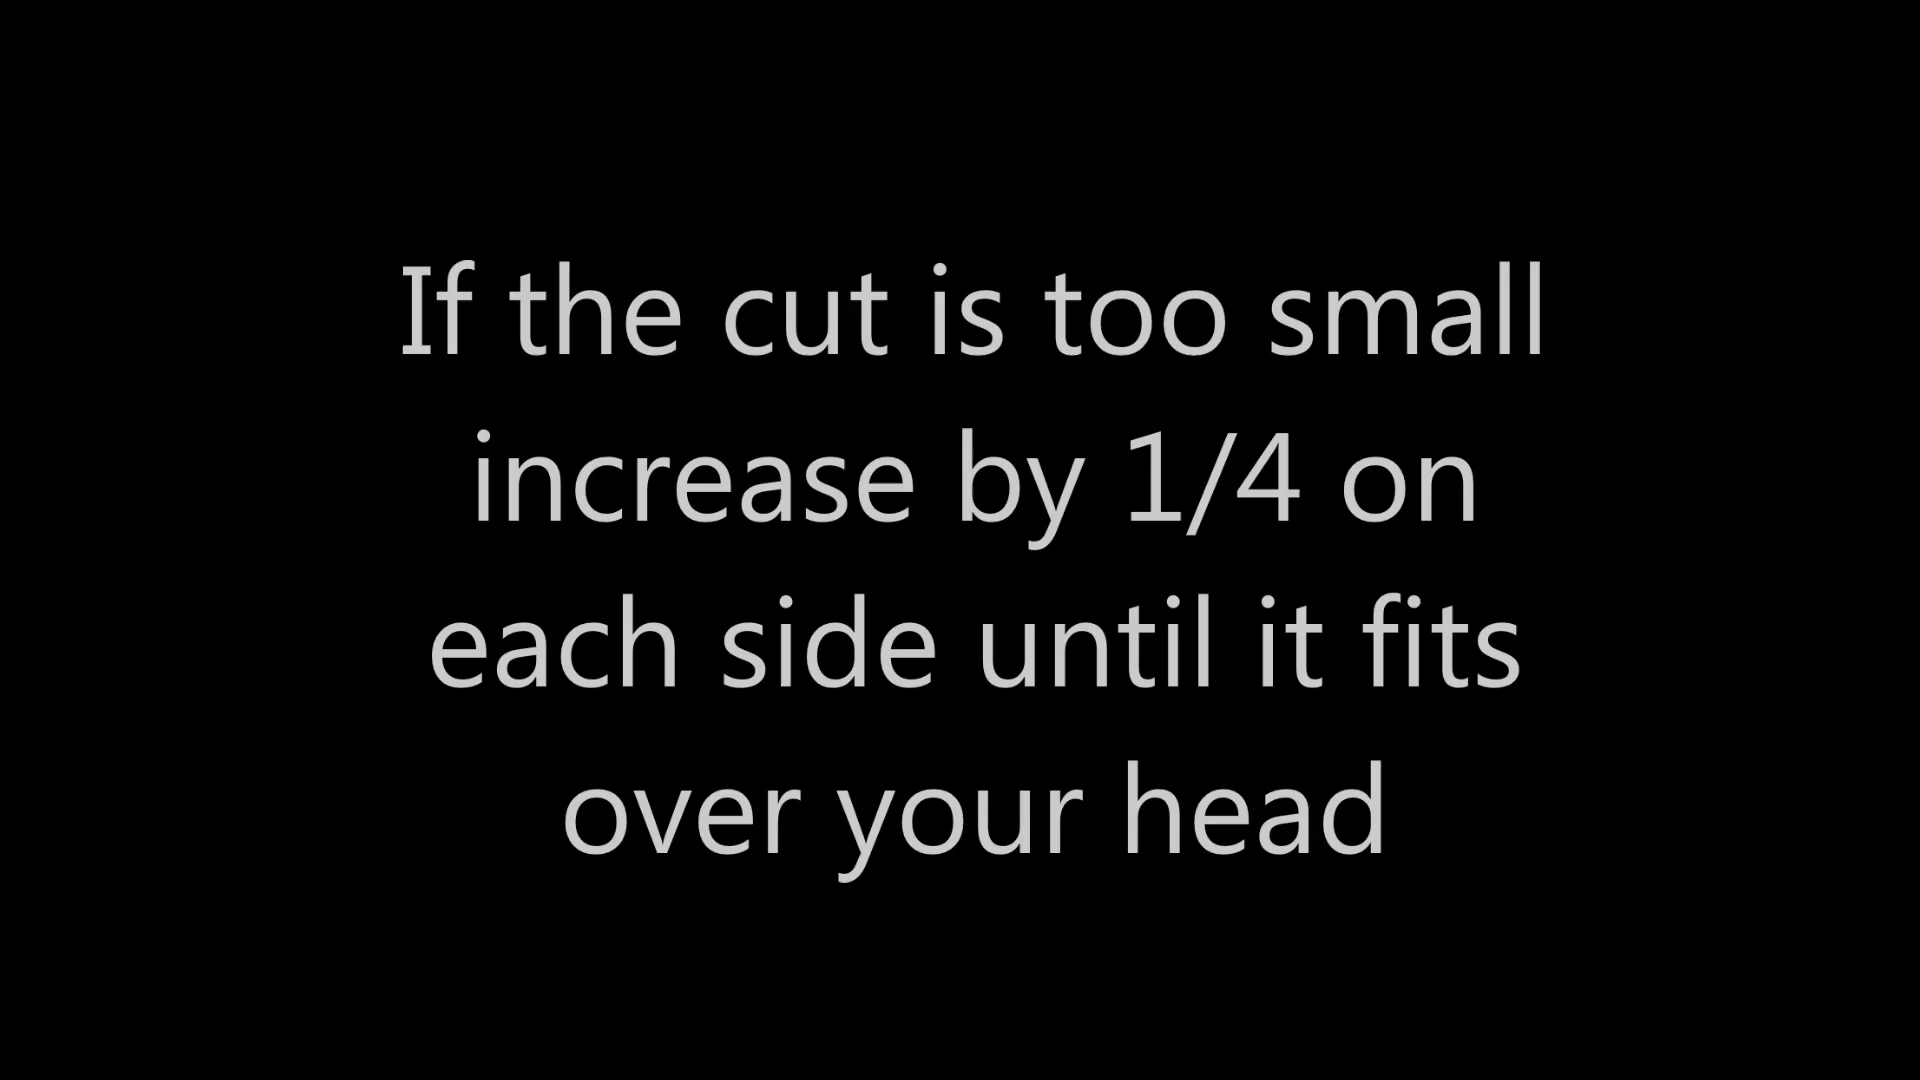 If the cut is too small
increase by 1/4 on
each side until it fits
over your head